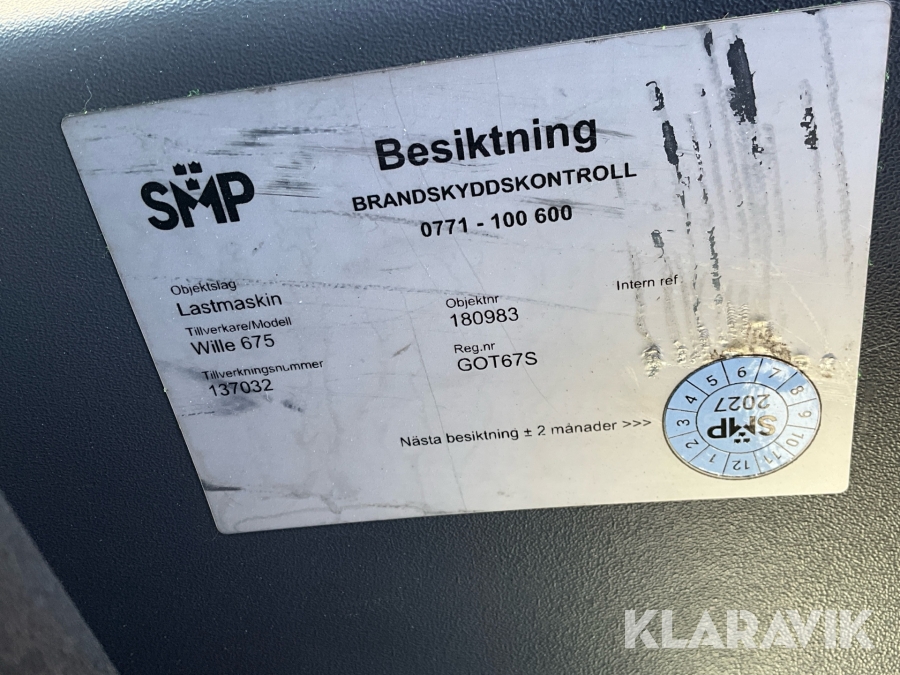 SMP
Besiktning
BRANDSKYDDSKONTROLL
0771 - 100 600
Objektslag
Lastmaskin
Tillverkare/Modell
Wille 675
Tillverkningsnummer
137032
Objektnr
180983
Reg.nr
GOT67S
Intern ref
Nästa besiktning ± 2 månader >>>
1 2 3 4 5 6 7 8 9 10 11 12
SMP
2027
KLARAVIK